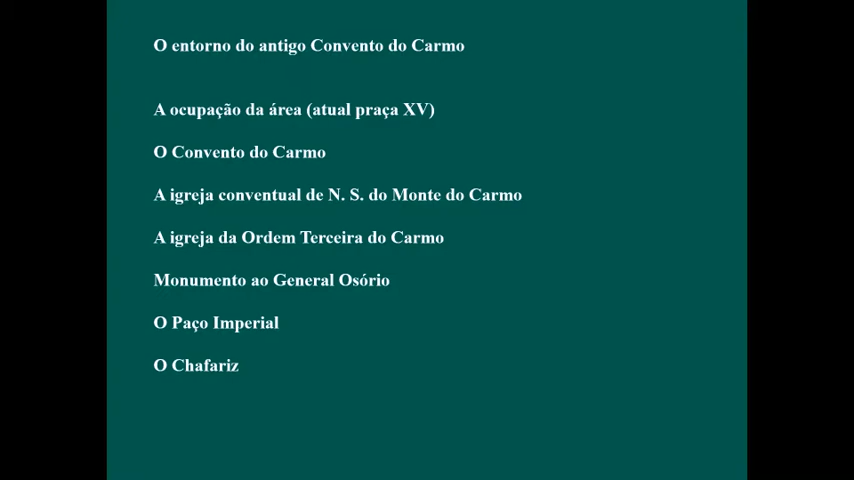 O entorno do antigo Convento do Carmo
A ocupação da área (atual praça XV)
O Convento do Carmo
A igreja conventual de N. S. do Monte do Carmo
A igreja da Ordem Terceira do Carmo
Monumento ao General Osório
O Paço Imperial
O Chafariz